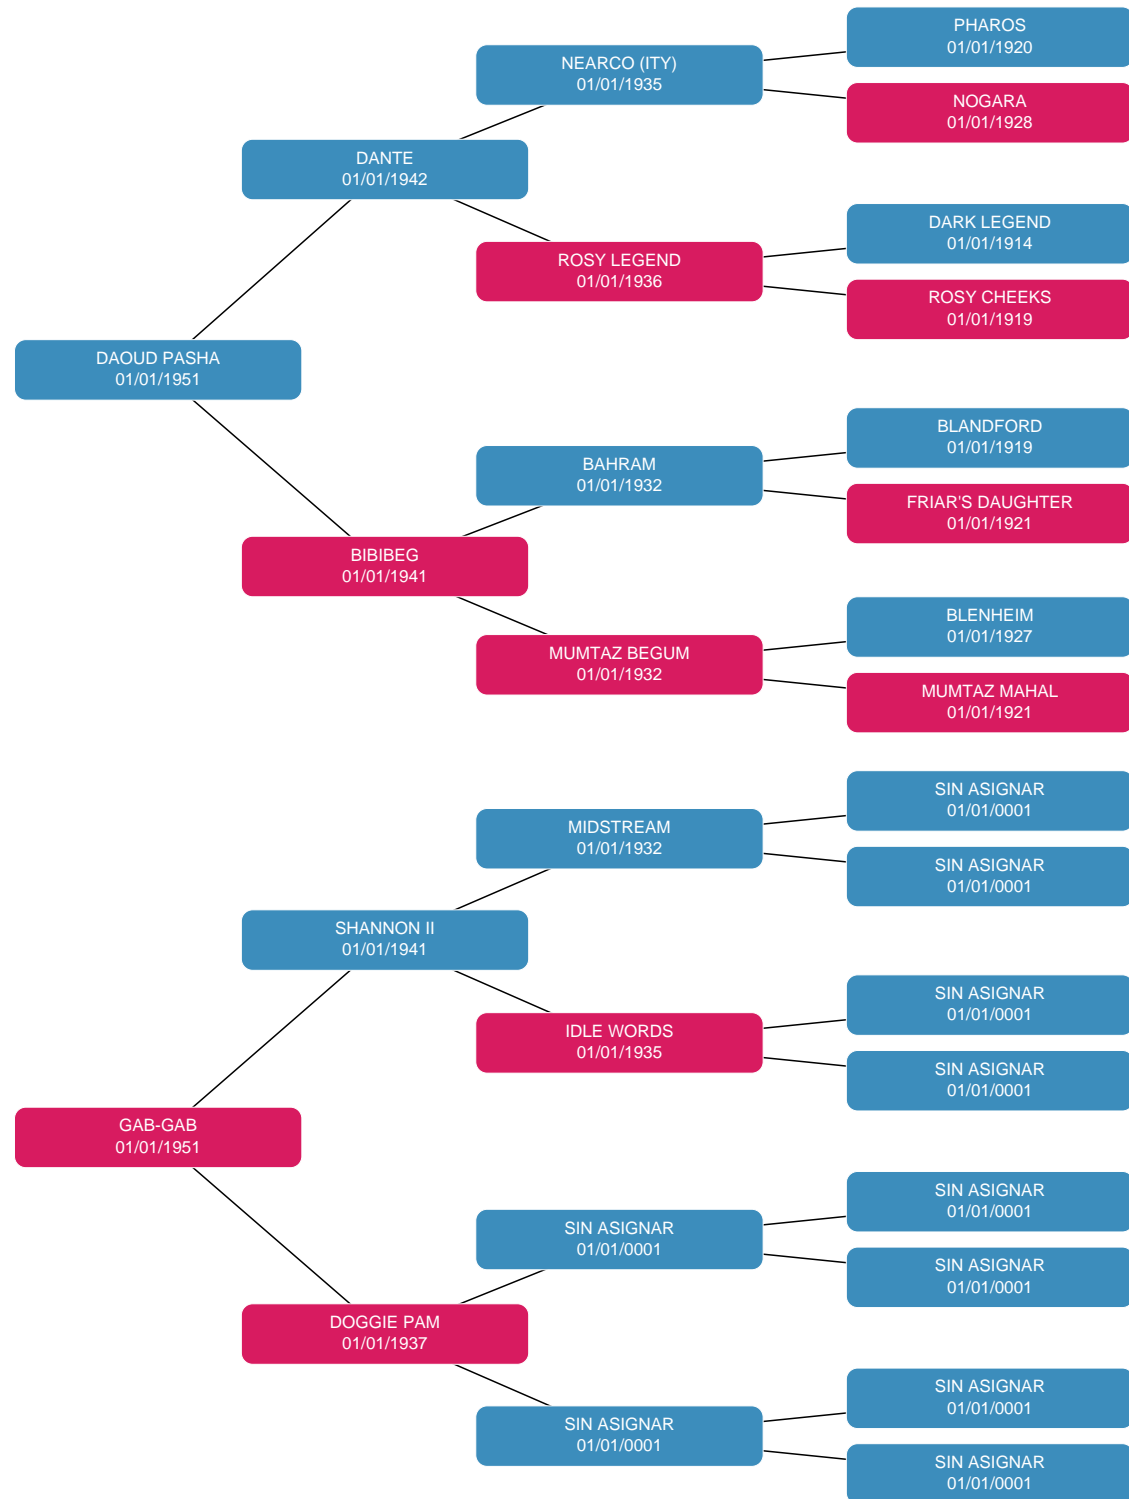 PHAROS
01/01/1920
NEARCO (ITY)
01/01/1935
NOGARA
01/01/1928
DANTE
01/01/1942
DARK LEGEND
01/01/1914
ROSY LEGEND
01/01/1936
ROSY CHEEKS
01/01/1919
DAOUD PASHA
01/01/1951
BLANDFORD
01/01/1919
BAHRAM
01/01/1932
FRIAR'S DAUGHTER
01/01/1921
BIBIBEG
01/01/1941
BLENHEIM
01/01/1927
MUMTAZ BEGUM
01/01/1932
MUMTAZ MAHAL
01/01/1921
SIN ASIGNAR
01/01/0001
MIDSTREAM
01/01/1932
SIN ASIGNAR
01/01/0001
SHANNON II
01/01/1941
SIN ASIGNAR
01/01/0001
IDLE WORDS
01/01/1935
SIN ASIGNAR
01/01/0001
GAB-GAB
01/01/1951
SIN ASIGNAR
01/01/0001
SIN ASIGNAR
01/01/0001
SIN ASIGNAR
01/01/0001
DOGGIE PAM
01/01/1937
SIN ASIGNAR
01/01/0001
SIN ASIGNAR
01/01/0001
SIN ASIGNAR
01/01/0001